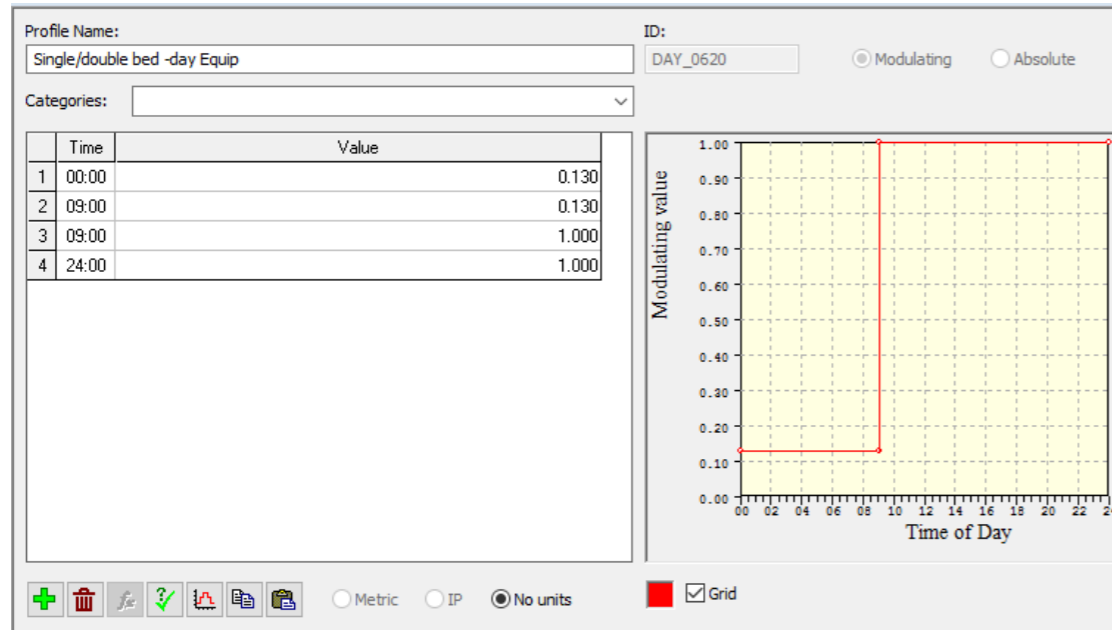 Profile Name:
Single/double bed -day Equip
ID:
DAY_0620
Modulating
Absolute
Categories:
Time Value
1 00:00 0.130
2 09:00 0.130
3 09:00 1.000
4 24:00 1.000
Modulating value
1.00
0.90
0.80
0.70
0.60
0.50
0.40
0.30
0.20
0.10
0.00
00 02 04 06 08 10 12 14 16 18 20 22
Time of Day
Metric
IP
No units
Grid